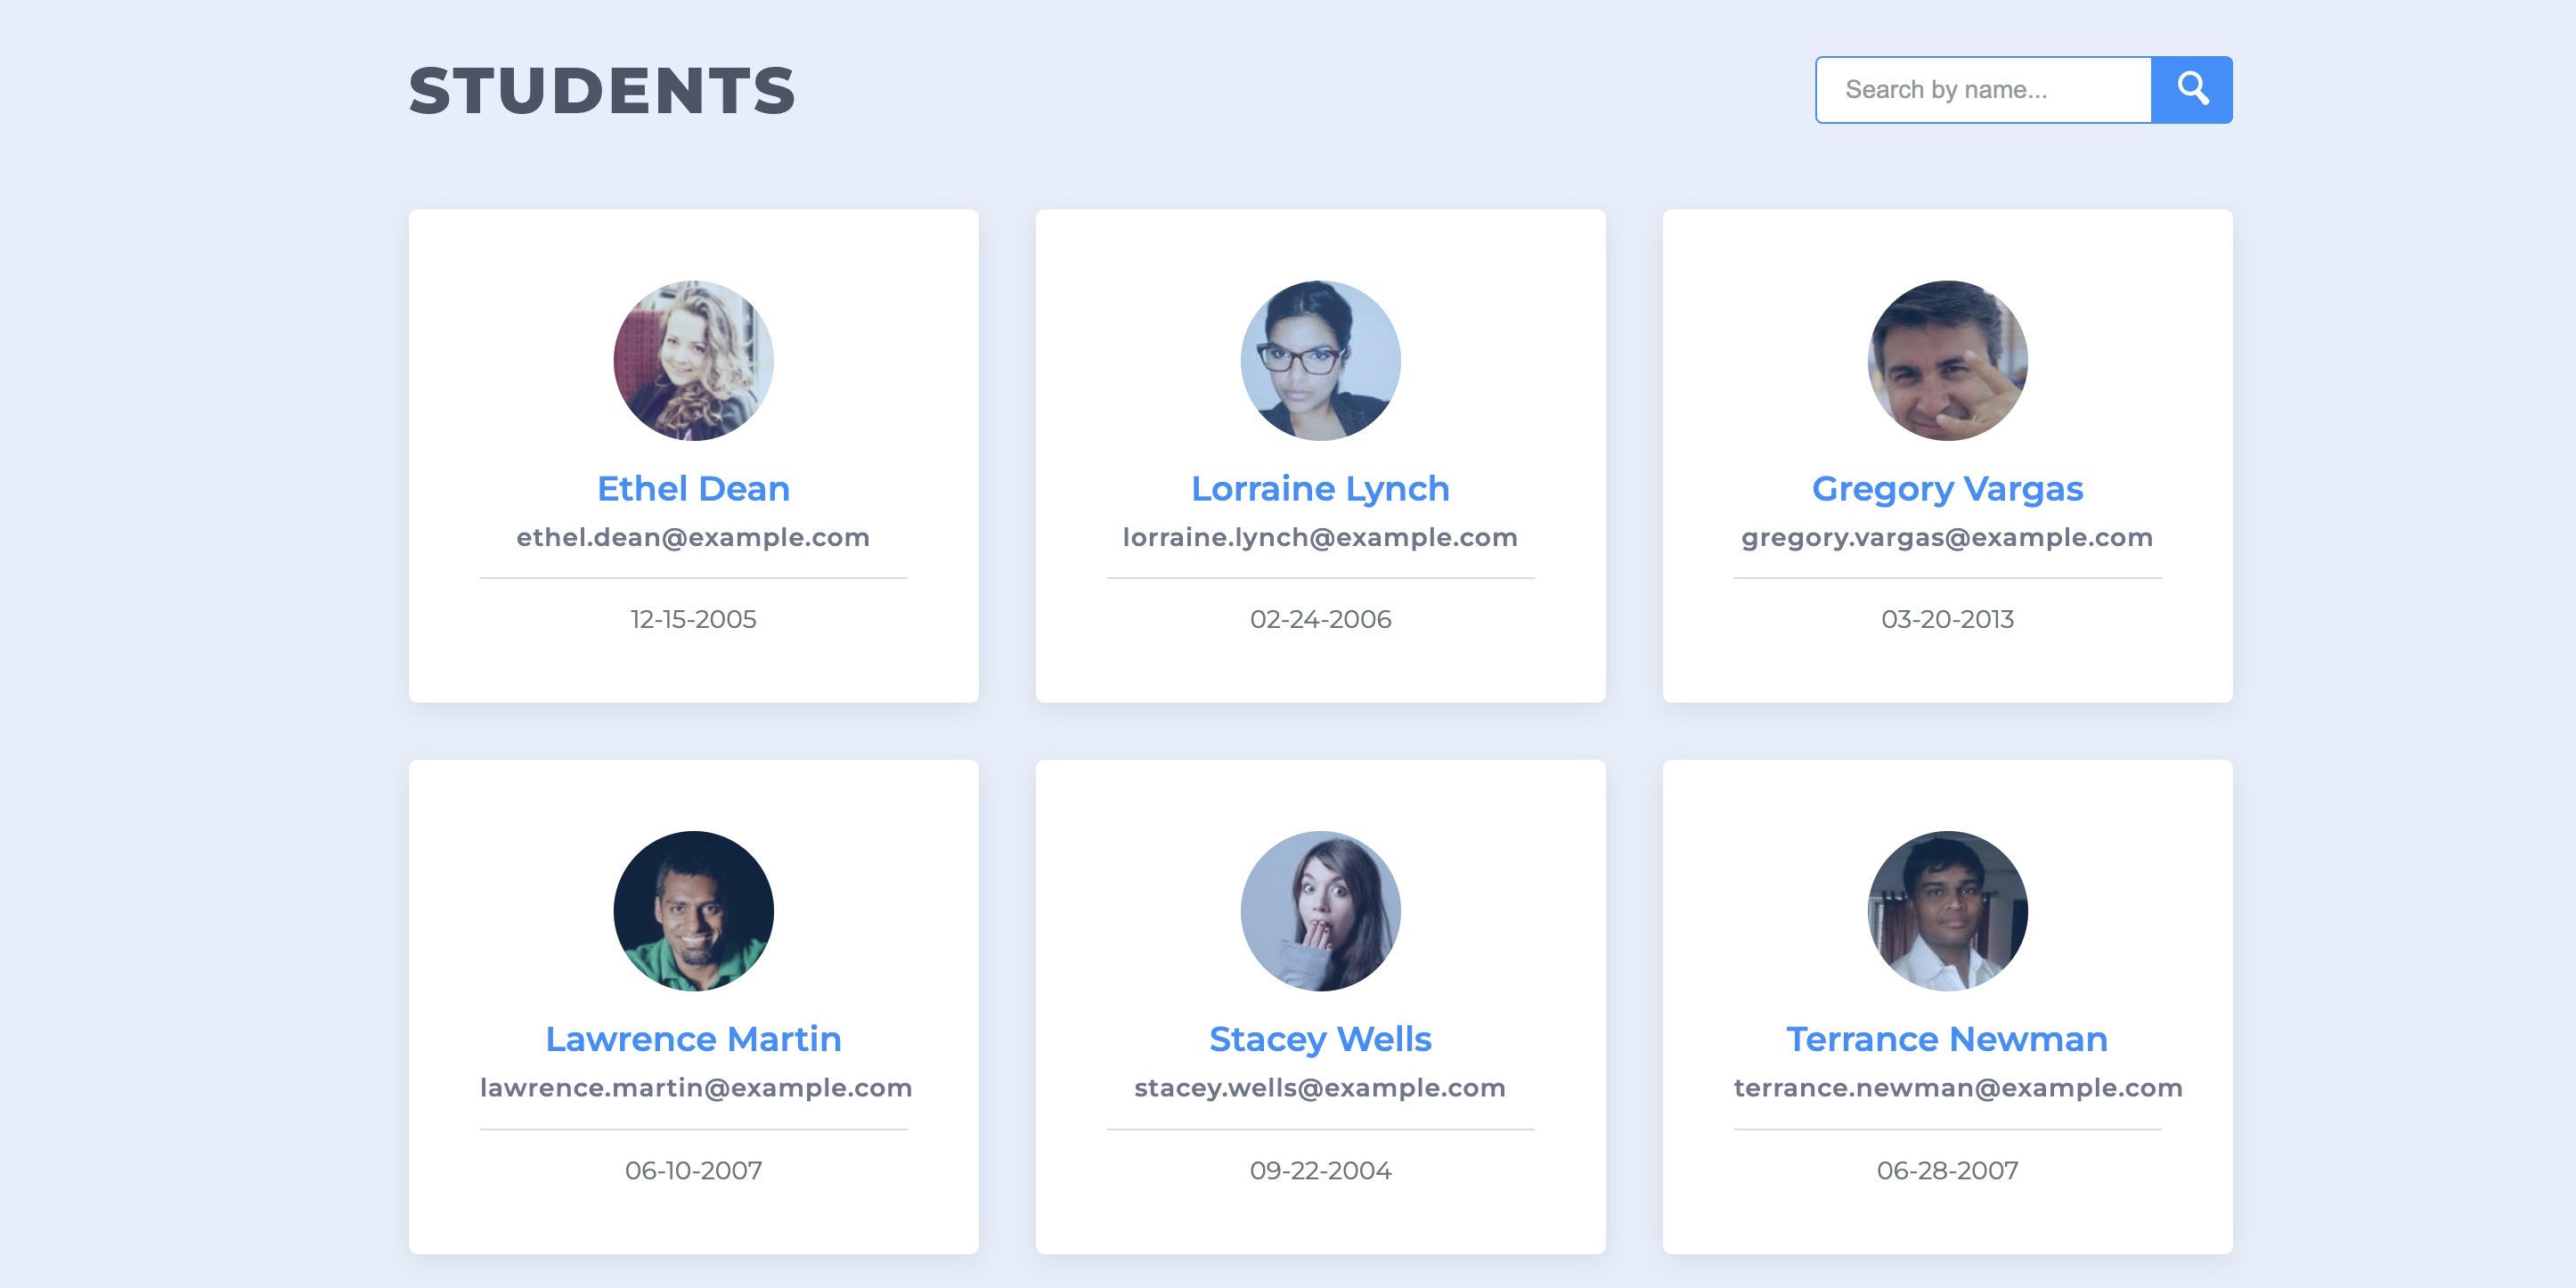 STUDENTS
Search by name...
Ethel Dean
ethel.dean@example.com
12-15-2005
Lorraine Lynch
lorraine.lynch@example.com
02-24-2006
Gregory Vargas
gregory.vargas@example.com
03-20-2013
Lawrence Martin
lawrence.martin@example.com
06-10-2007
Stacey Wells
stacey.wells@example.com
09-22-2004
Terrance Newman
terrance.newman@example.com
06-28-2007